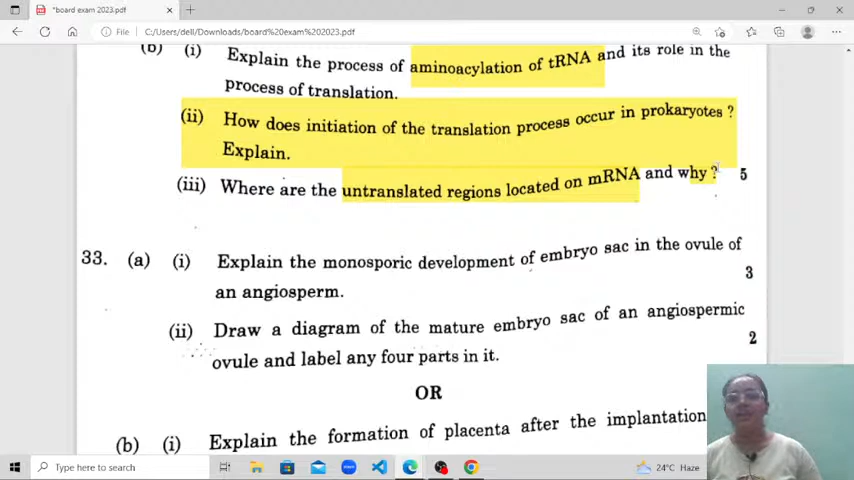 *board exam 2023.pdf
File
C:/Users/dell/Downloads/board%20exam%202023.pdf
(b) (i) Explain the process of aminoacylation of tRNA and its role in the
process of translation.
(ii) How does initiation of the translation process occur in prokaryotes ?
Explain.
(iii) Where are the untranslated regions located on mRNA and why ? 5
33. (a) (i) Explain the monosporic development of embryo sac in the ovule of
an angiosperm. 3
(ii) Draw a diagram of the mature embryo sac of an angiospermic
ovule and label any four parts in it. 2
OR
(b) (i) Explain the formation of placenta after the implantation
Type here to search
24°C Haze